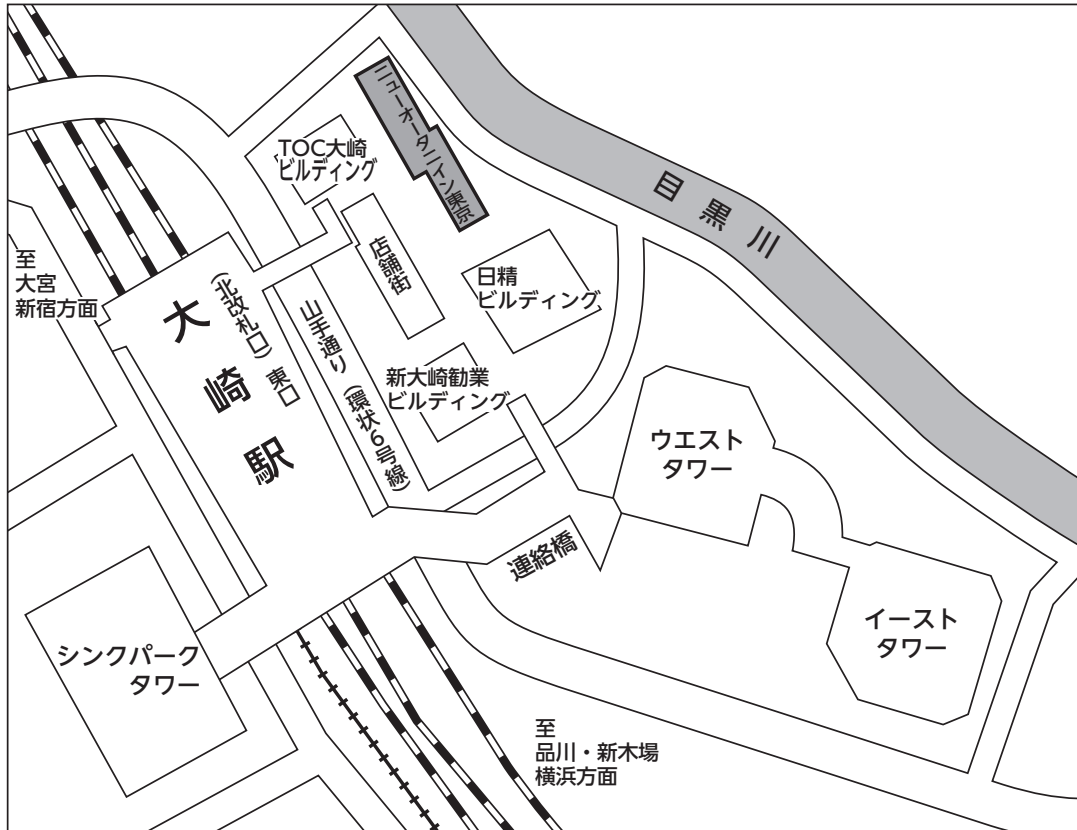 ニューオータニイン東京
TOC大崎
ビルディング
目黒川
至
大宮
新宿方面
店舗街
日精
ビルディング
大崎駅
（北改札口）東口
山手通り（環状6号線）
新大崎勧業
ビルディング
ウエスト
タワー
連絡橋
イースト
タワー
シンクパーク
タワー
至
品川・新木場
横浜方面